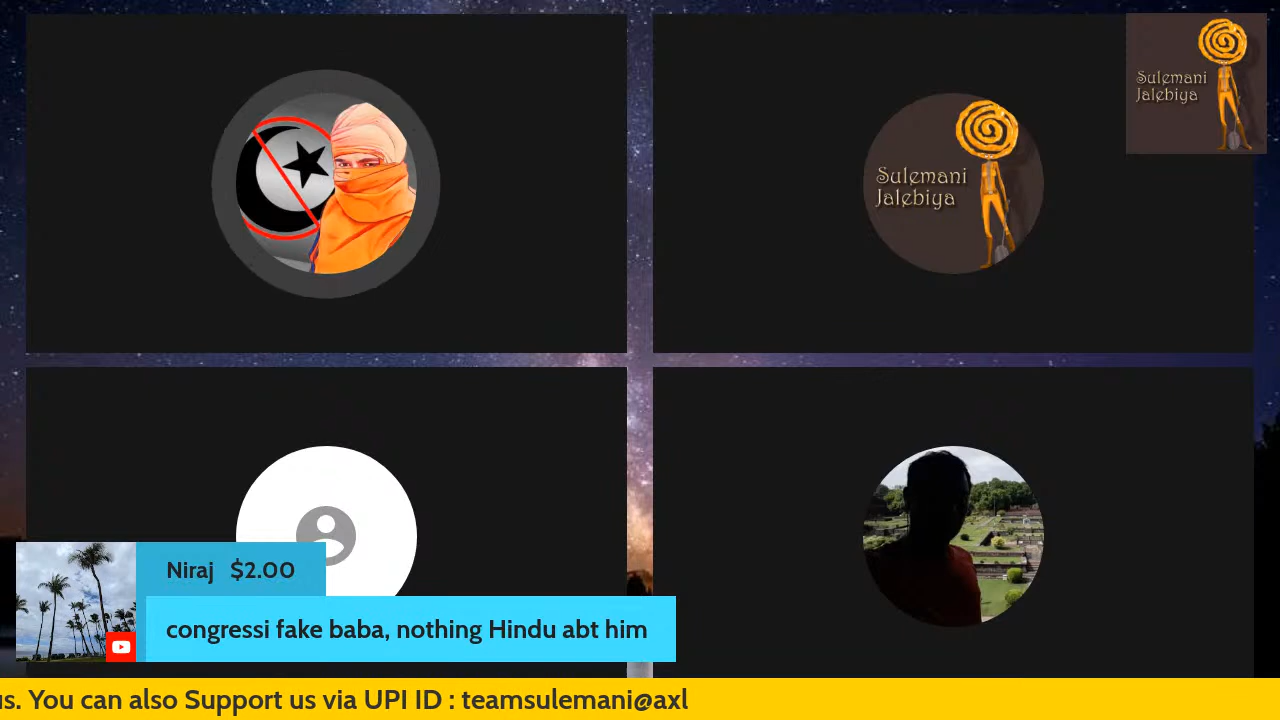 Sulemani
Jalebiya
Sulemani
Jalebiya
Niraj $2.00
congressi fake baba, nothing Hindu abt him
us. You can also Support us via UPI ID : teamsulemani@axl